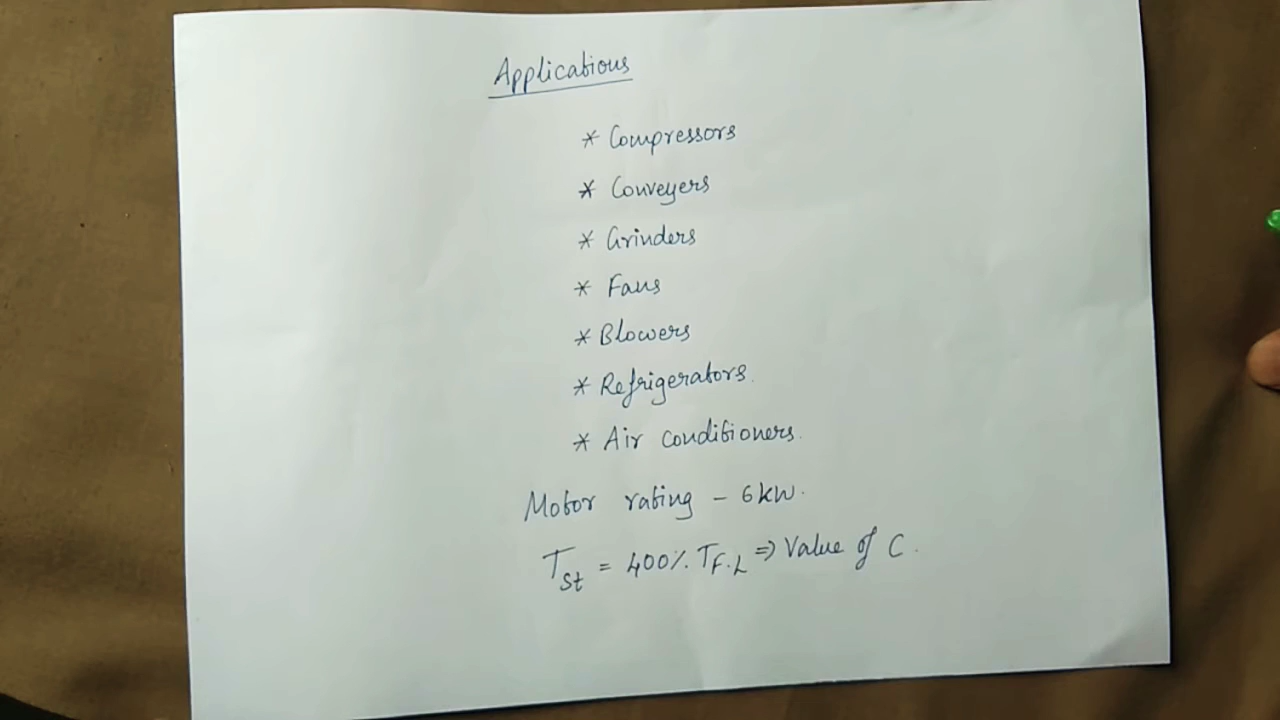 Applications
* Compressors
* Conveyers
* Grinders
* Fans
* Blowers
* Refrigerators.
* Air conditioners.
Motor rating - 6kW.
Tst = 400% TF.L ⇒ Value of C.